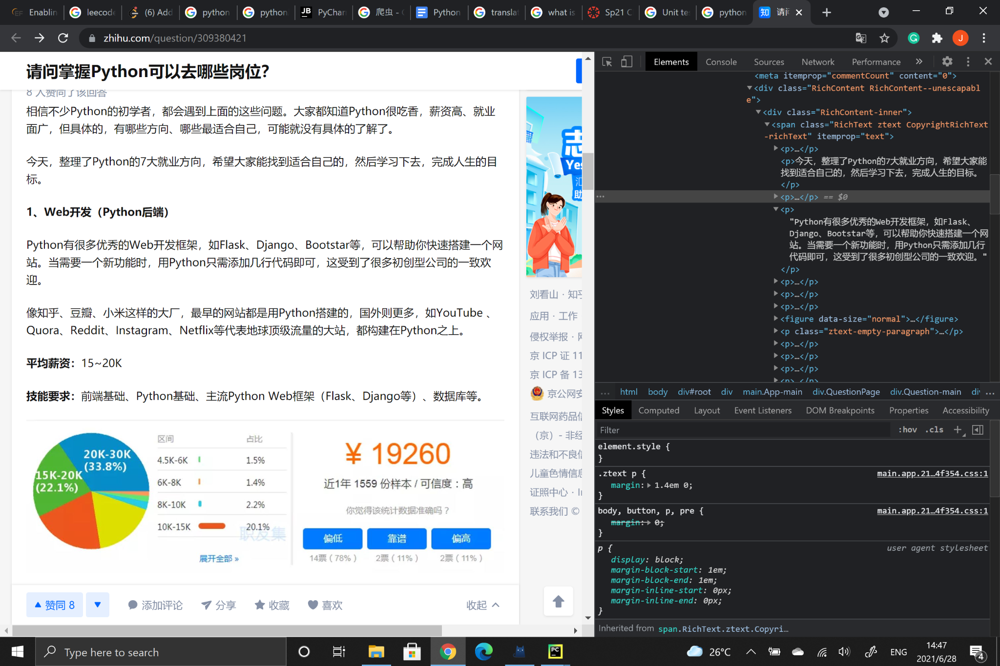 Enablin
leecode
(6) Add
python
python
PyChar
爬虫 - 
Python
transla
what is
Sp21 C
Unit te
python
知 请问
zhihu.com/question/309380421
请问掌握Python可以去哪些岗位？
8 人赞同了该回答
相信不少Python的初学者，都会遇到上面的这些问题。大家都知道Python很吃香，薪资高、就业
面广，但具体的，有哪些方向、哪些最适合自己，可能就没有具体的了解了。
今天，整理了Python的7大就业方向，希望大家能找到适合自己的，然后学习下去，完成人生的目
标。
1、Web开发（Python后端）
Python有很多优秀的Web开发框架，如Flask、Django、Bootstar等，可以帮助你快速搭建一个网
站。当需要一个新功能时，用Python只需添加几行代码即可，这受到了很多初创型公司的一致欢
迎。
像知乎、豆瓣、小米这样的大厂，最早的网站都是用Python搭建的，国外则更多，如YouTube 、
Quora、Reddit、Instagram、Netflix等代表地球顶级流量的大站，都构建在Python之上。
平均薪资：15~20K
技能要求：前端基础、Python基础、主流Python Web框架（Flask、Django等）、数据库等。
20K-30K
(33.8%)
15K-20K
(22.1%)
区间 占比
4.5K-6K 1.5%
6K-8K 1.4%
8K-10K 2.2%
10K-15K 20.1%
职友集
展开全部 »
¥ 19260
近1年 1559 份样本 / 可信度：高
你觉得该统计数据准确吗？
偏低 靠谱 偏高
14票 ( 78% ) 2票 ( 11% ) 2票 ( 11% )
赞同 8
添加评论 分享 收藏 喜欢 收起
志
Yes
汇
助
刘看山 · 知乎
应用 · 工作
侵权举报 · 网
京 ICP 证 11
京 ICP 备 13
京公网安
互联网药品信
（京）- 非经
违法和不良信
儿童色情信息
证照中心 · In
联系我们 ©
Elements Console Sources Network Performance »
<meta itemprop="commentCount" content="0">
<div class="RichContent RichContent--unescapabl
e">
<div class="RichContent-inner">
<span class="RichText ztext CopyrightRichText
-richText" itemprop="text">
<p>…</p>
<p>今天，整理了Python的7大就业方向，希望大家能
找到适合自己的，然后学习下去，完成人生的目标。
</p>
<p>…</p> == $0
<p>
"Python有很多优秀的Web开发框架，如Flask、
Django、Bootstar等，可以帮助你快速搭建一个网
站。当需要一个新功能时，用Python只需添加几行
代码即可，这受到了很多初创型公司的一致欢迎。"
</p>
<p>…</p>
<p>…</p>
<p>…</p>
<figure data-size="normal">…</figure>
<p class="ztext-empty-paragraph">…</p>
<p>…</p>
<p>…</p>
<p>…</p>
<p>…</p>
… html body div#root div main.App-main div.QuestionPage div.Question-main di …
Styles Computed Layout Event Listeners DOM Breakpoints Properties Accessibility
Filter :hov .cls +
element.style {
}
.ztext p { main.app.21…4f354.css:1
margin: 1.4em 0;
}
body, button, p, pre { main.app.21…4f354.css:1
margin: 0;
}
p { user agent stylesheet
display: block;
margin-block-start: 1em;
margin-block-end: 1em;
margin-inline-start: 0px;
margin-inline-end: 0px;
}
Inherited from span.RichText.ztext.Copyri…
Type here to search
26°C
ENG
14:47
2021/6/28
4